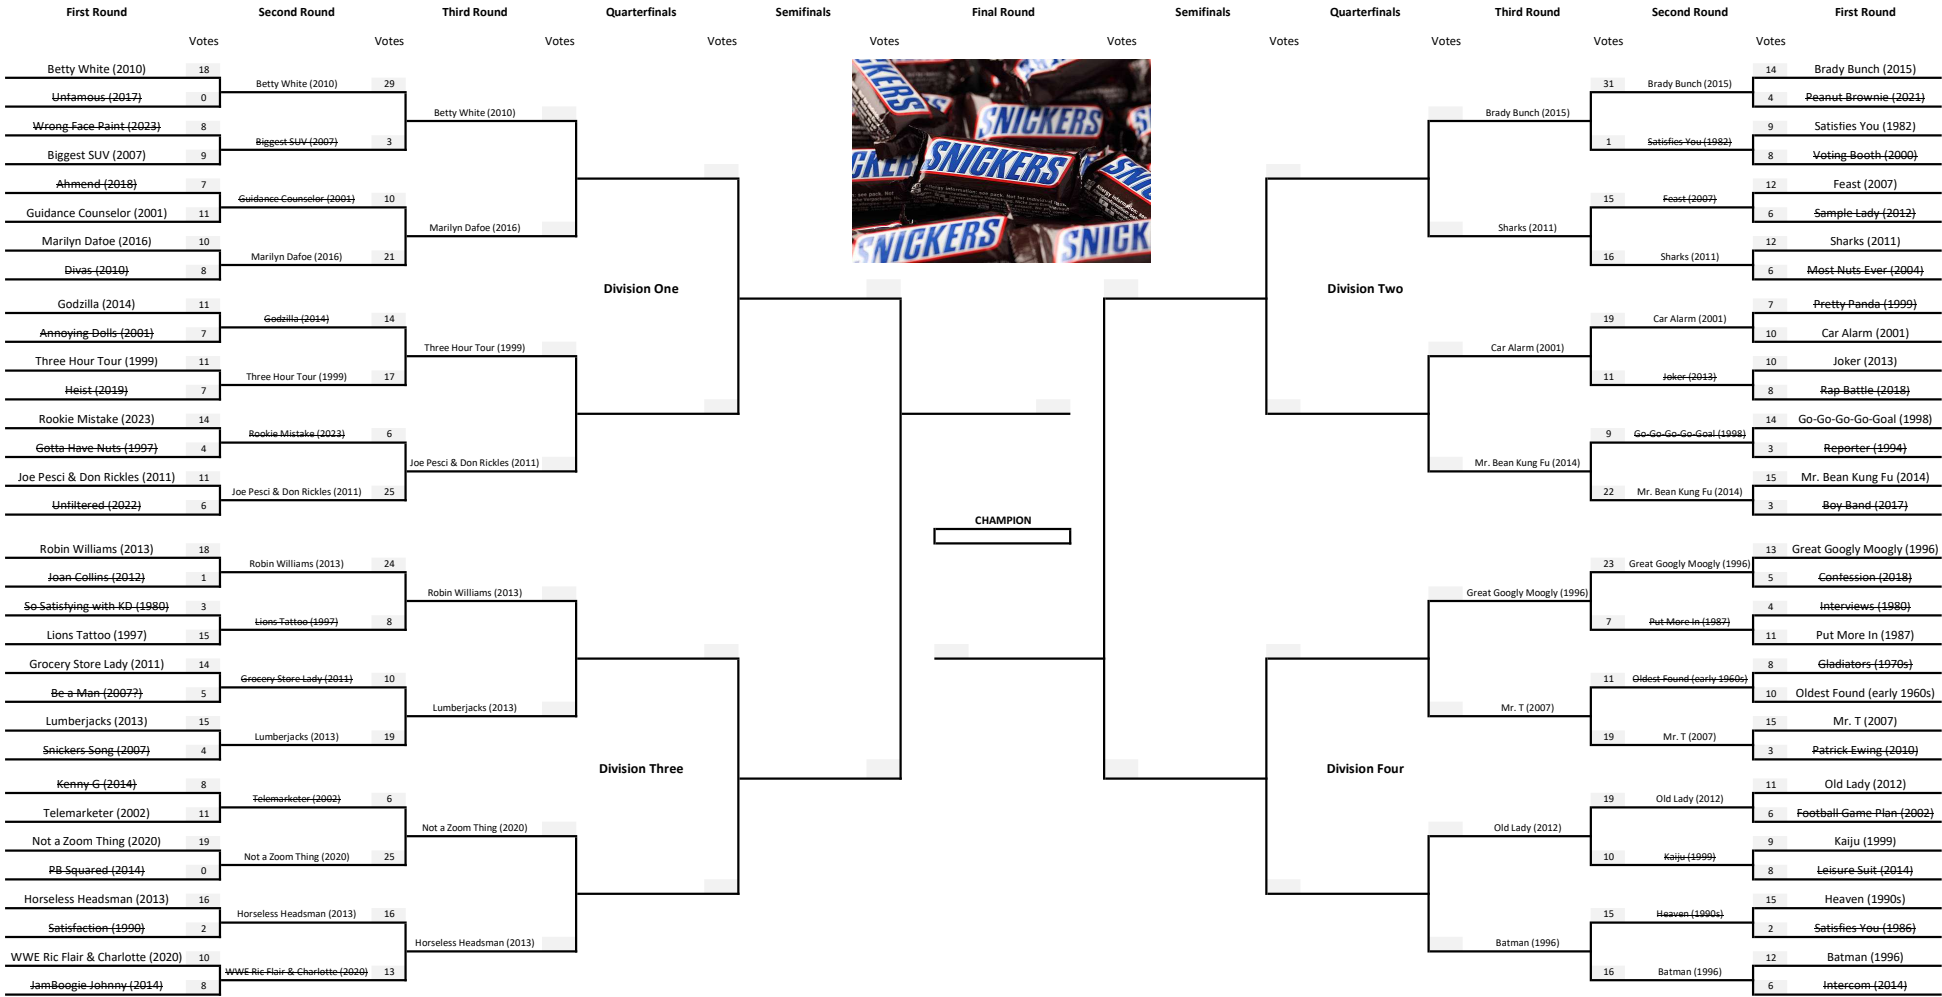 First Round Second Round Third Round Quarterfinals Semifinals Final Round Semifinals Quarterfinals Third Round Second Round First Round
Votes Votes Votes Votes Votes Votes Votes Votes Votes Votes
Betty White (2010) 18
Unfamous (2017) 0
Wrong Face Paint (2023) 8
Biggest SUV (2007) 9
Ahmend (2018) 7
Guidance Counselor (2001) 11
Marilyn Dafoe (2016) 10
Divas (2010) 8
Godzilla (2014) 11
Annoying Dolls (2001) 7
Three Hour Tour (1999) 11
Heist (2019) 7
Rookie Mistake (2023) 14
Gotta Have Nuts (1997) 4
Joe Pesci & Don Rickles (2011) 11
Unfiltered (2022) 6
Robin Williams (2013) 18
Joan Collins (2012) 1
So Satisfying with KD (1980) 3
Lions Tattoo (1997) 15
Grocery Store Lady (2011) 14
Be a Man (2007?) 5
Lumberjacks (2013) 15
Snickers Song (2007) 4
Kenny G (2014) 8
Telemarketer (2002) 11
Not a Zoom Thing (2020) 19
PB Squared (2014) 0
Horseless Headsman (2013) 16
Satisfaction (1990) 2
WWE Ric Flair & Charlotte (2020) 10
JamBoogie Johnny (2014) 8
Betty White (2010) 29
Biggest SUV (2007) 3
Guidance Counselor (2001) 10
Marilyn Dafoe (2016) 21
Godzilla (2014) 14
Three Hour Tour (1999) 17
Rookie Mistake (2023) 6
Joe Pesci & Don Rickles (2011) 25
Robin Williams (2013) 24
Lions Tattoo (1997) 8
Grocery Store Lady (2011) 10
Lumberjacks (2013) 19
Telemarketer (2002) 6
Not a Zoom Thing (2020) 25
Horseless Headsman (2013) 16
WWE Ric Flair & Charlotte (2020) 13
Betty White (2010)
Marilyn Dafoe (2016)
Three Hour Tour (1999)
Joe Pesci & Don Rickles (2011)
Robin Williams (2013)
Lumberjacks (2013)
Not a Zoom Thing (2020)
Horseless Headsman (2013)
Division One
Division Three
SNICKERS
SNICKERS
CHAMPION
Division Two
Division Four
Brady Bunch (2015)
Sharks (2011)
Car Alarm (2001)
Mr. Bean Kung Fu (2014)
Great Googly Moogly (1996)
Mr. T (2007)
Old Lady (2012)
Batman (1996)
31 Brady Bunch (2015)
1 Satisfies You (1982)
15 Feast (2007)
16 Sharks (2011)
19 Car Alarm (2001)
11 Joker (2013)
9 Go-Go-Go-Go-Goal (1998)
22 Mr. Bean Kung Fu (2014)
23 Great Googly Moogly (1996)
7 Put More In (1987)
11 Oldest Found (early 1960s)
19 Mr. T (2007)
19 Old Lady (2012)
10 Kaiju (1999)
15 Heaven (1990s)
16 Batman (1996)
14 Brady Bunch (2015)
4 Peanut Brownie (2021)
9 Satisfies You (1982)
8 Voting Booth (2000)
12 Feast (2007)
6 Sample Lady (2012)
12 Sharks (2011)
6 Most Nuts Ever (2004)
7 Pretty Panda (1999)
10 Car Alarm (2001)
10 Joker (2013)
8 Rap Battle (2018)
14 Go-Go-Go-Go-Goal (1998)
3 Reporter (1994)
15 Mr. Bean Kung Fu (2014)
3 Boy Band (2017)
13 Great Googly Moogly (1996)
5 Confession (2018)
4 Interviews (1980)
11 Put More In (1987)
8 Gladiators (1970s)
10 Oldest Found (early 1960s)
15 Mr. T (2007)
3 Patrick Ewing (2010)
11 Old Lady (2012)
6 Football Game Plan (2002)
9 Kaiju (1999)
8 Leisure Suit (2014)
15 Heaven (1990s)
2 Satisfies You (1986)
12 Batman (1996)
6 Intercom (2014)